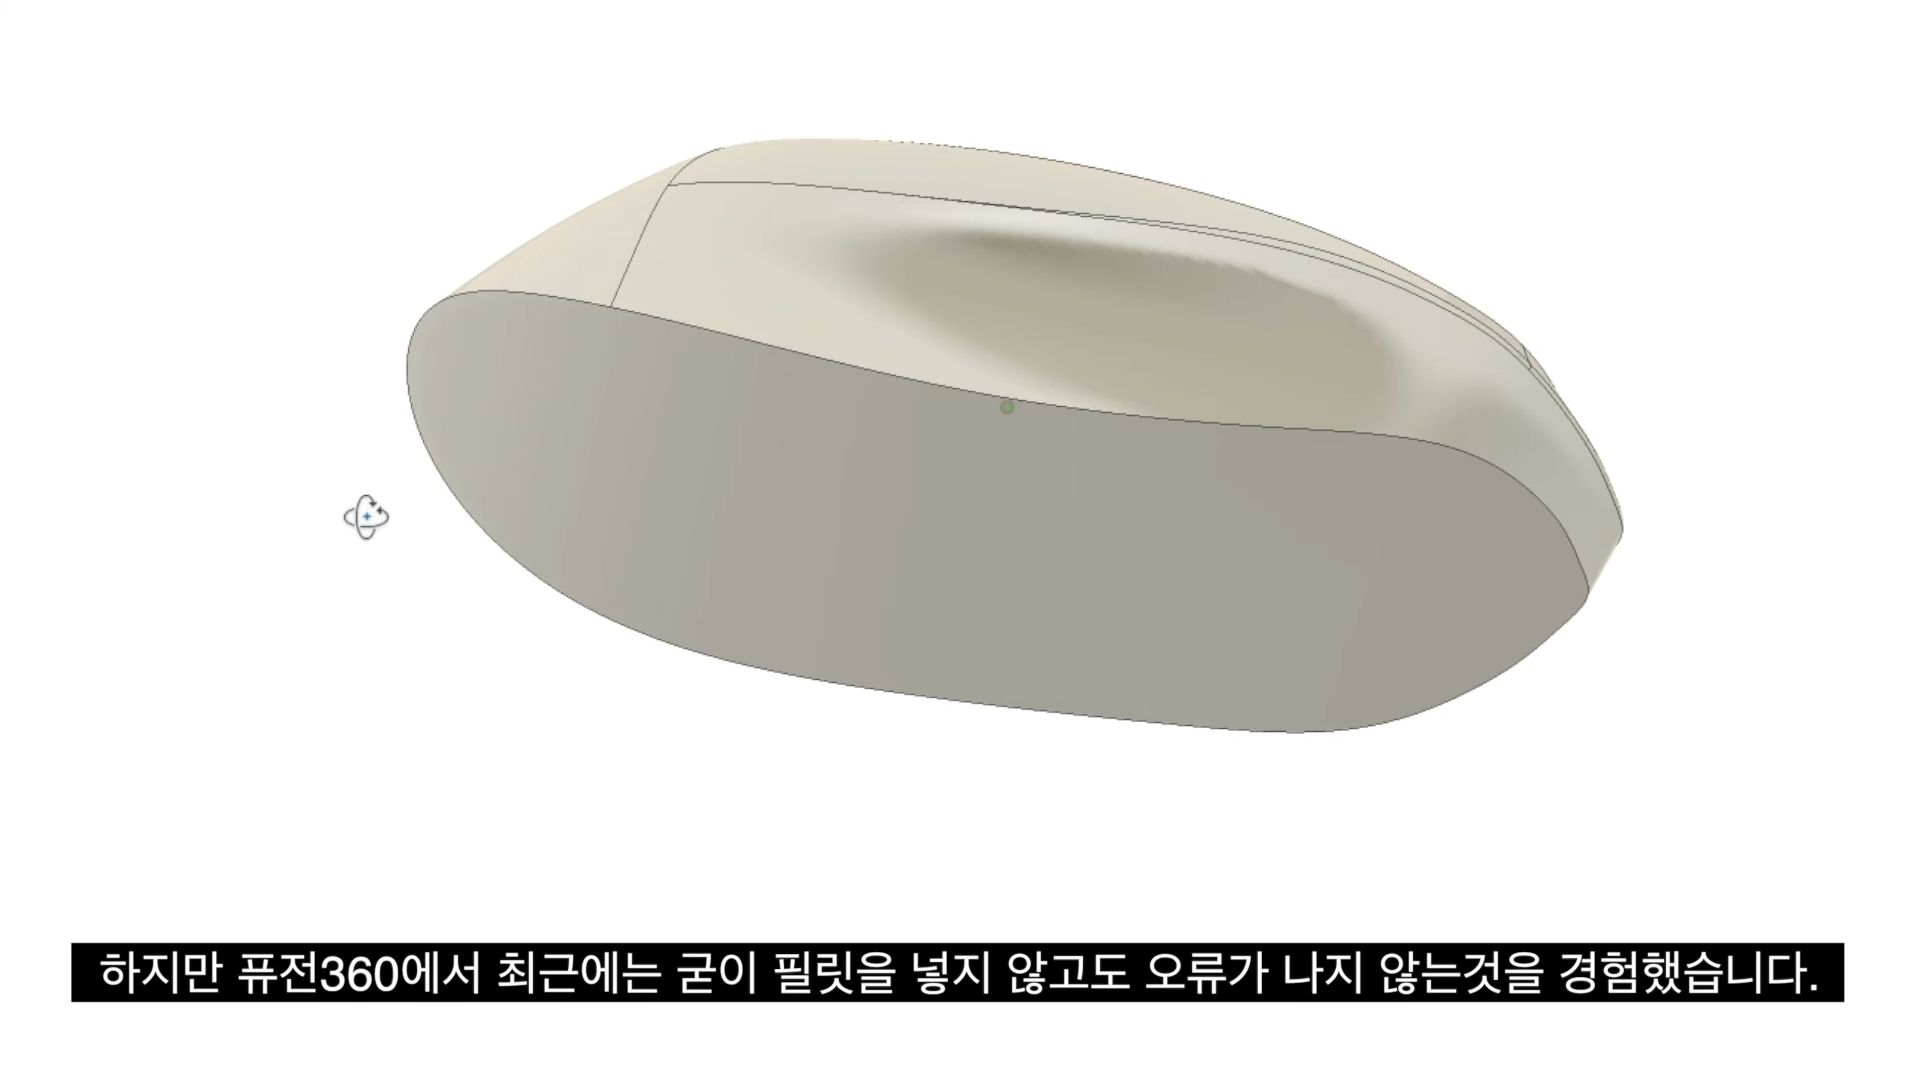 하지만 퓨전360에서 최근에는 굳이 필릿을 넣지 않고도 오류가 나지 않는것을 경험했습니다.